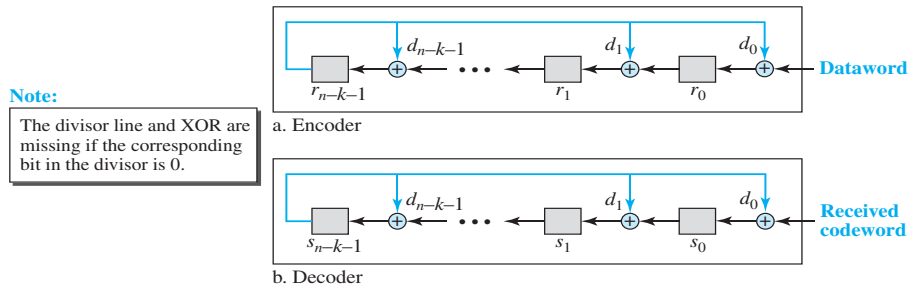 d_{n–k–1} d_1 d_0
Dataword
r_{n–k–1} r_1 r_0
a. Encoder
Note:
The divisor line and XOR are
missing if the corresponding
bit in the divisor is 0.
d_{n–k–1} d_1 d_0
Received
codeword
s_{n–k–1} s_1 s_0
b. Decoder